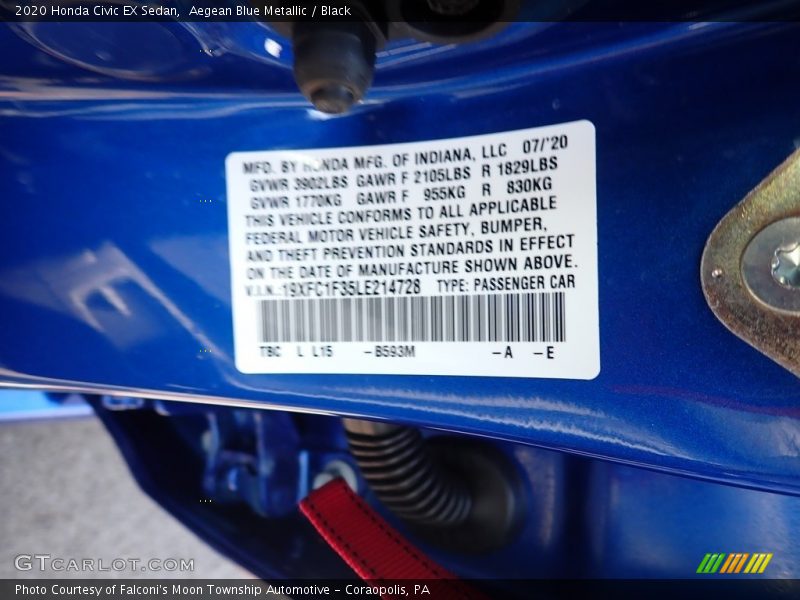 2020 Honda Civic EX Sedan,  Aegean Blue Metallic / Black
MFD. BY HONDA MFG. OF INDIANA, LLC 07/'20
GVWR 3902LBS GAWR F 2105LBS R 1829LBS
GVWR 1770KG GAWR F 955KG R 830KG
THIS VEHICLE CONFORMS TO ALL APPLICABLE
FEDERAL MOTOR VEHICLE SAFETY, BUMPER,
AND THEFT PREVENTION STANDARDS IN EFFECT
ON THE DATE OF MANUFACTURE SHOWN ABOVE.
V.I.N.:19XFC1F35LE214728 TYPE: PASSENGER CAR
TBC L L15 -B593M -A -E
GTCARLOT.COM
Photo Courtesy of Falconi's Moon Township Automotive - Coraopolis, PA